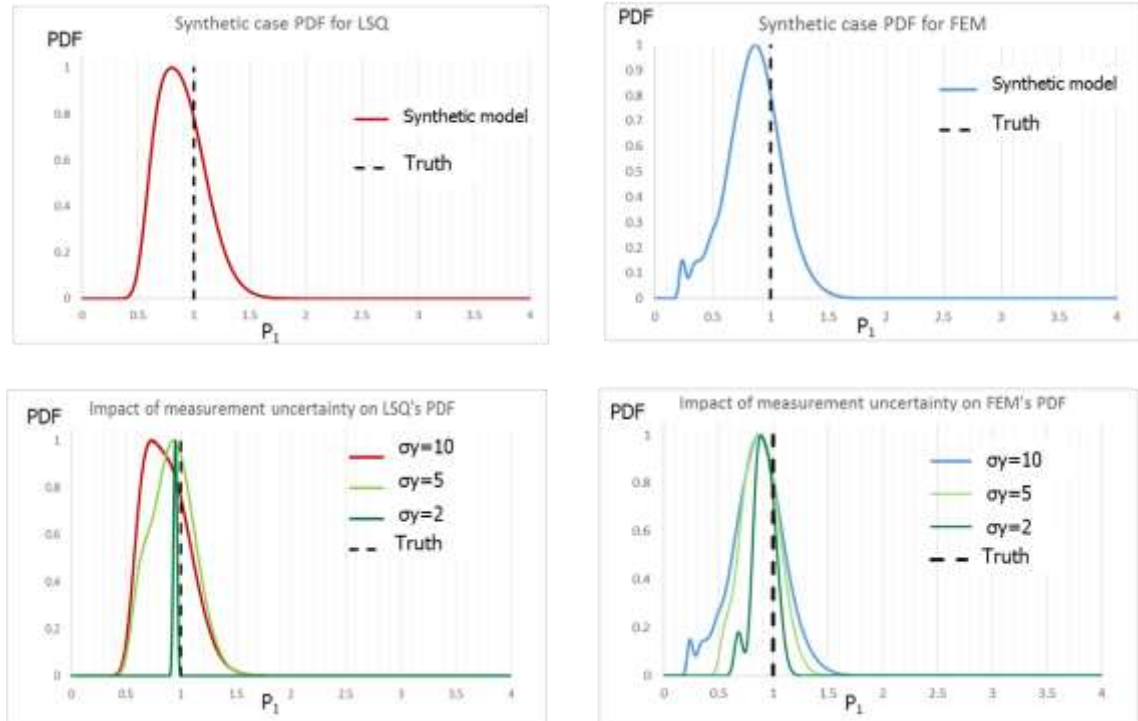 Synthetic case PDF for LSQ
PDF
1
0.8
0.6
0.4
0.2
0
0 0.5 1 1.5 2 2.5 3 3.5 4
P₁
Synthetic model
Truth
Synthetic case PDF for FEM
PDF
1
0.9
0.8
0.7
0.6
0.5
0.4
0.3
0.2
0.1
0
0 0.5 1 1.5 2 2.5 3 3.5 4
P₁
Synthetic model
Truth
Impact of measurement uncertainty on LSQ's PDF
PDF
1
0.8
0.6
0.4
0.2
0
0 0.5 1 1.5 2 2.5 3 3.5 4
P₁
σy=10
σy=5
σy=2
Truth
Impact of measurement uncertainty on FEM's PDF
PDF
1
0.8
0.6
0.4
0.2
0
0 0.5 1 1.5 2 2.5 3 3.5 4
P₁
σy=10
σy=5
σy=2
Truth